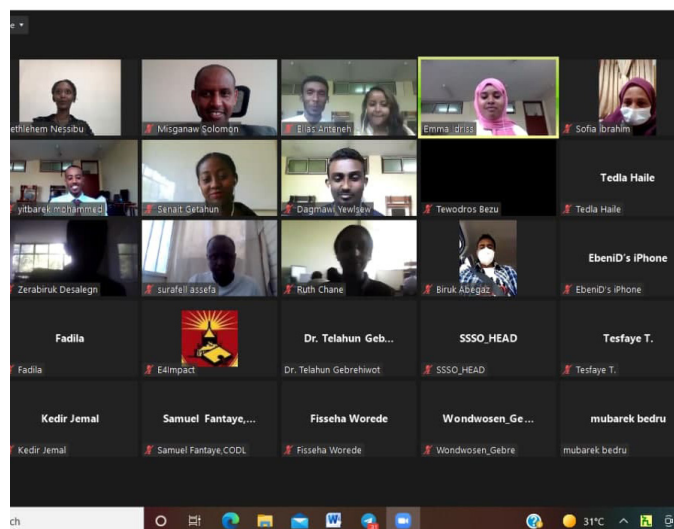 ethlehem Nessibu
Misganaw Solomon
Elias Anteneh
Emma Idriss
Sofia Ibrahim
yitbarek mohammed
Senait Getahun
Dagmawi Yewlsew
Tewodros Bezu
Tedla Haile
Tedla Haile
Zerabiruk Desalegn
surafell assefa
Ruth Chane
Biruk Abegaz
EbeniD's iPhone
EbeniD's iPhone
Fadila
Fadila
E4Impact
Dr. Telahun Geb...
Dr. Telahun Gebrehiwot
SSSO_HEAD
SSSO_HEAD
Tesfaye T.
Tesfaye T.
Kedir Jemal
Kedir Jemal
Samuel Fantaye,...
Samuel Fantaye,CODL
Fisseha Worede
Fisseha Worede
Wondwosen_Ge...
Wondwosen_Gebre
mubarek bedru
mubarek bedru
ch
31°C